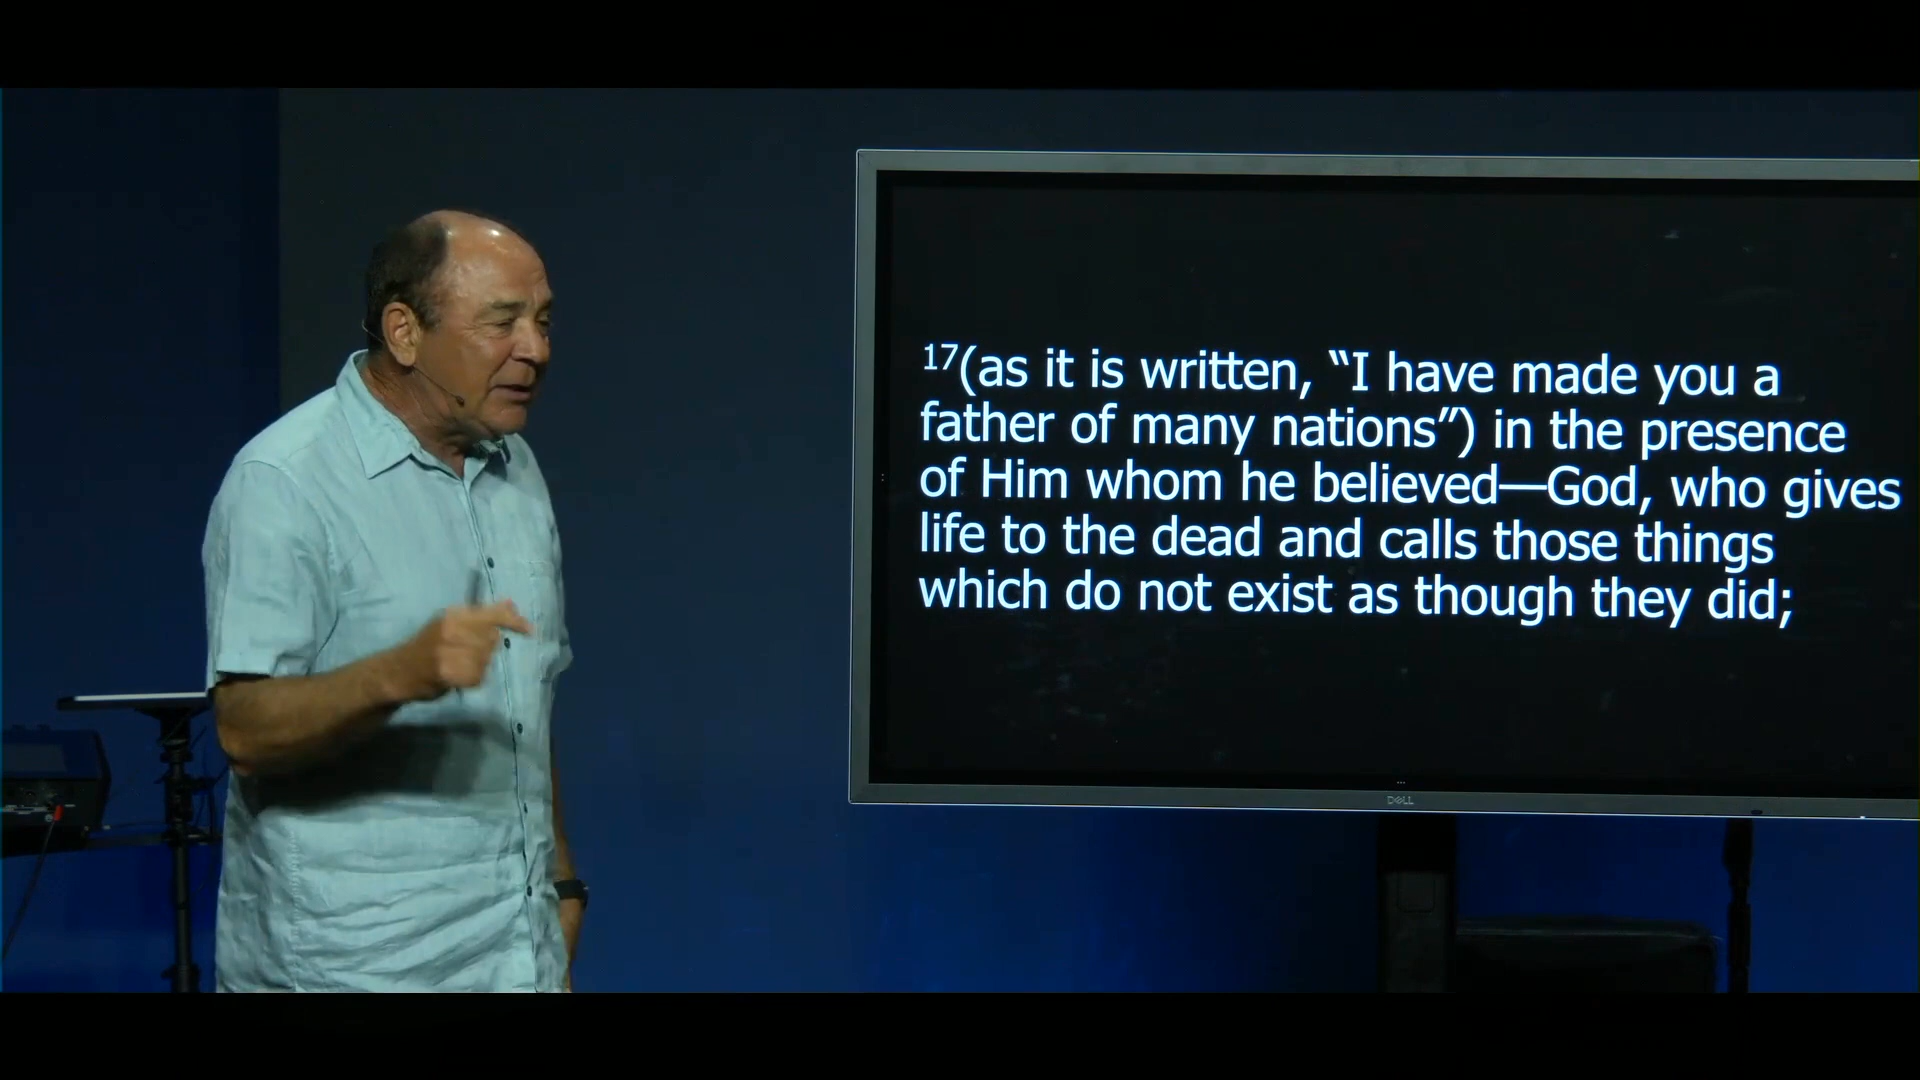 17(as it is written, “I have made you a
father of many nations”) in the presence
of Him whom he believed—God, who gives
life to the dead and calls those things
which do not exist as though they did;
DELL